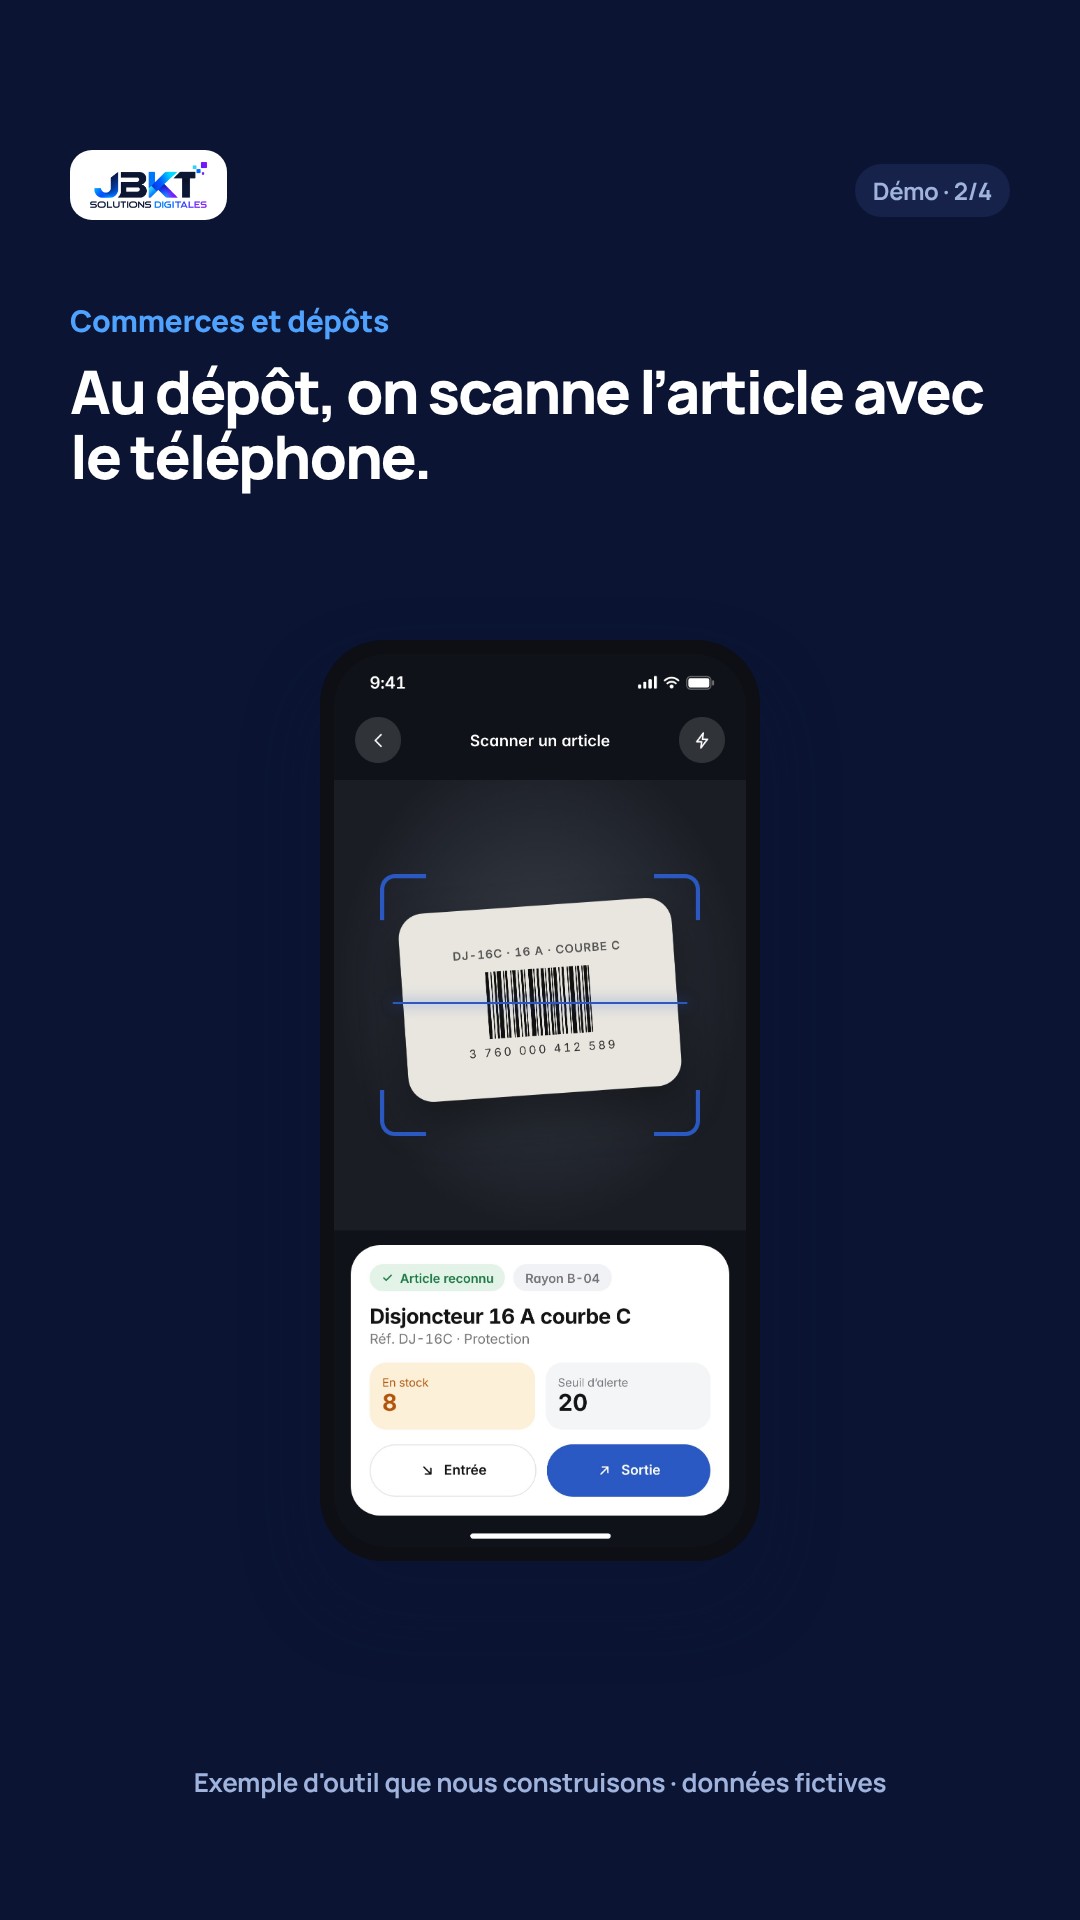 JBKT
SOLUTIONS DIGITALES
Démo · 2/4
Commerces et dépôts
Au dépôt, on scanne l’article avec
le téléphone.
9:41
Scanner un article
DJ-16C · 16 A · COURBE C
3 760 000 412 589
Article reconnu
Rayon B-04
Disjoncteur 16 A courbe C
Réf. DJ-16C · Protection
En stock
8
Seuil d'alerte
20
Entrée
Sortie
Exemple d'outil que nous construisons · données fictives